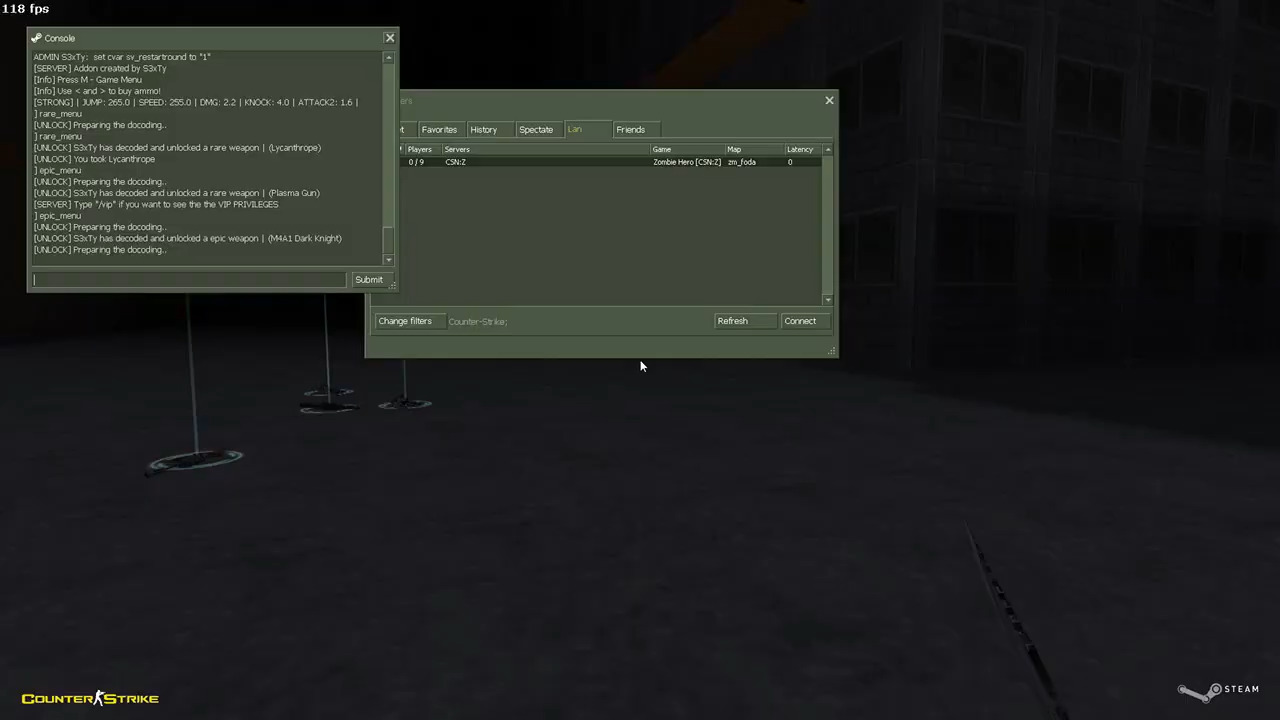 118 fps
Console
ADMIN S3xTy: set cvar sv_restartround to "1"
[SERVER] Addon created by S3xTy
[Info] Press M - Game Menu
[Info] Use < and > to buy ammo!
[STRONG] | JUMP: 265.0 | SPEED: 255.0 | DMG: 2.2 | KNOCK: 4.0 | ATTACK2: 1.6 |
] rare_menu
[UNLOCK] Preparing the docoding..
] rare_menu
[UNLOCK] S3xTy has decoded and unlocked a rare weapon | (Lycanthrope)
[UNLOCK] You took Lycanthrope
] epic_menu
[UNLOCK] Preparing the docoding..
[UNLOCK] S3xTy has decoded and unlocked a rare weapon | (Plasma Gun)
[SERVER] Type "/vip" if you want to see the the VIP PRIVILEGES
] epic_menu
[UNLOCK] Preparing the docoding..
[UNLOCK] S3xTy has decoded and unlocked a epic weapon | (M4A1 Dark Knight)
[UNLOCK] Preparing the docoding..
Submit
ers
et Favorites History Spectate Lan Friends
Players Servers Game Map Latency
0 / 9 CSN:Z Zombie Hero [CSN:Z] zm_foda 0
Change filters Counter-Strike; Refresh Connect
COUNTER STRIKE
STEAM